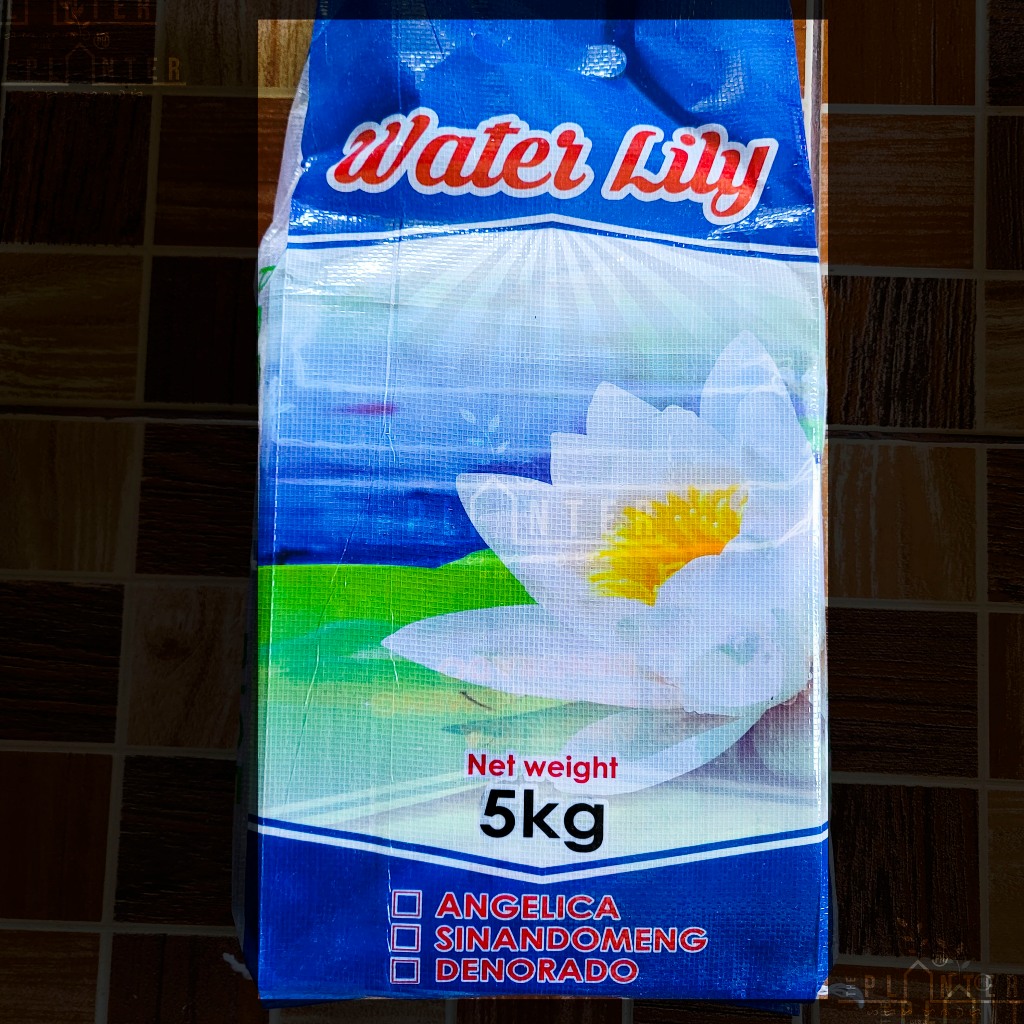 Water Lily
Net weight
5kg
ANGELICA
SINANDOMENG
DENORADO